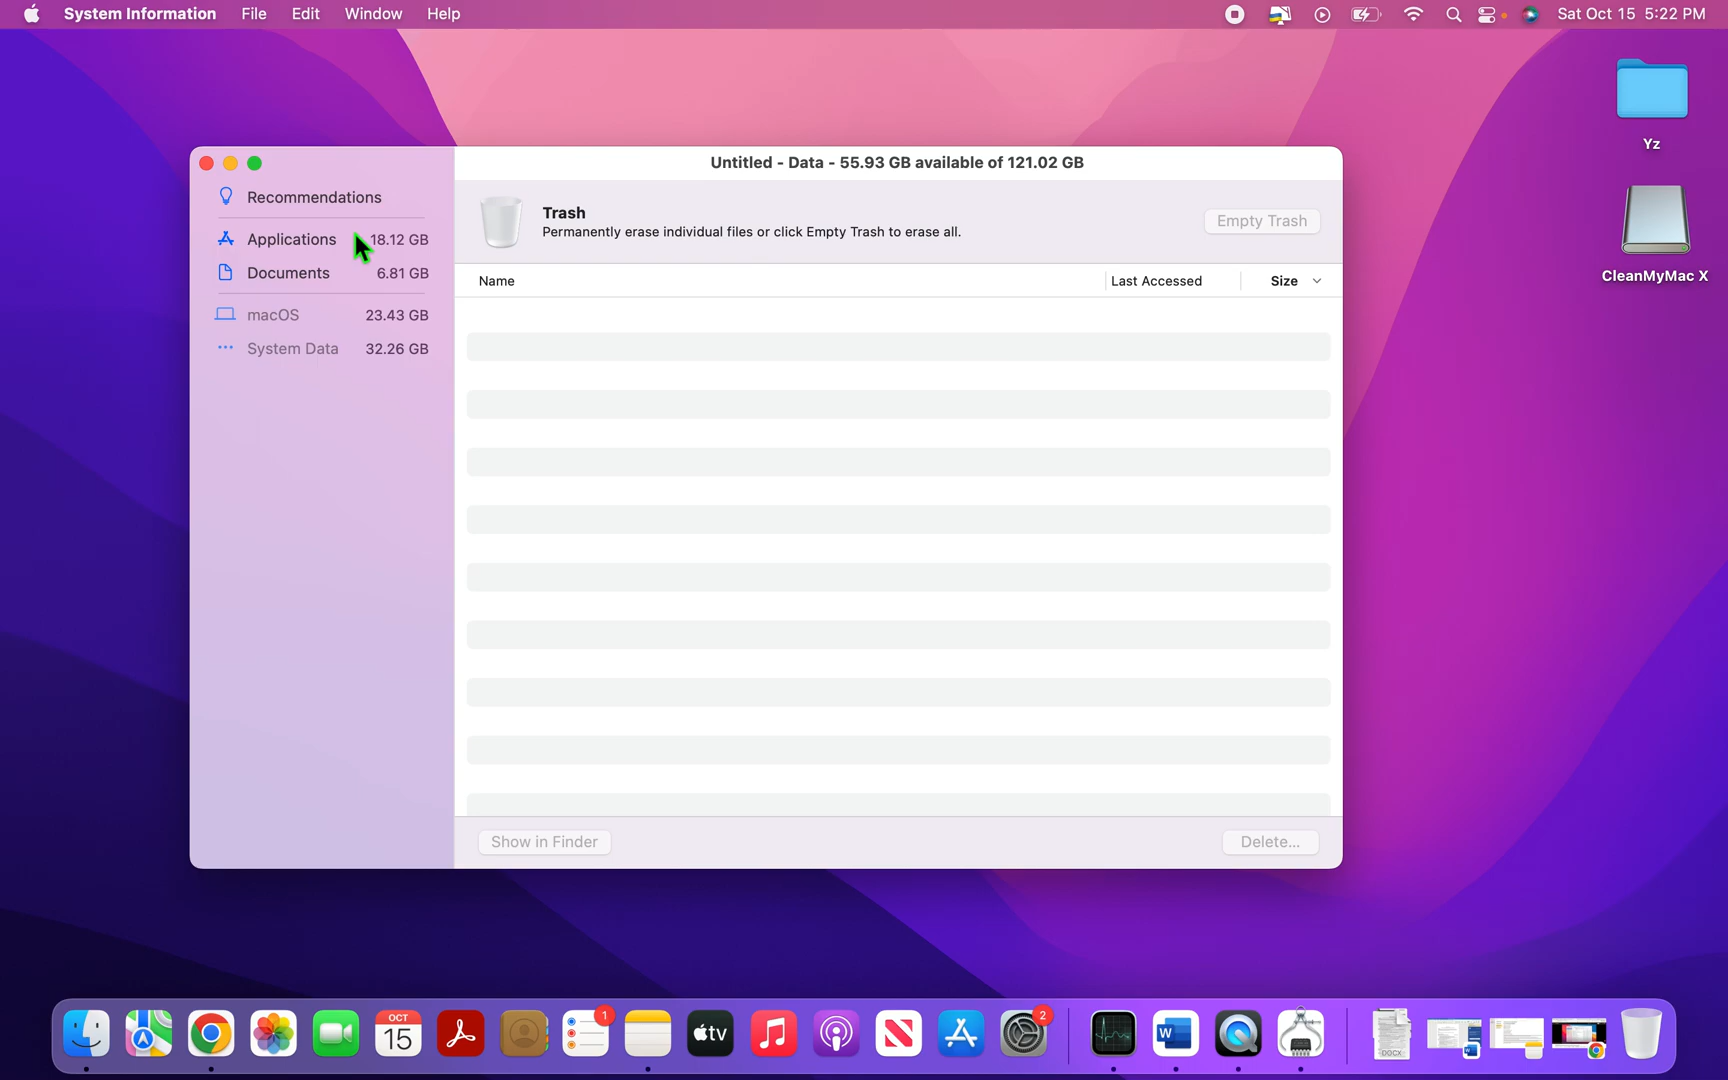 System Information File Edit Window Help Sat Oct 15 5:22 PM
Yz
CleanMyMac X
Untitled - Data - 55.93 GB available of 121.02 GB
Recommendations
Applications 18.12 GB
Documents 6.81 GB
macOS 23.43 GB
System Data 32.26 GB
Trash
Permanently erase individual files or click Empty Trash to erase all.
Empty Trash
Name Last Accessed Size
Show in Finder Delete...
OCT
15
1
tv
2
W
DOCX